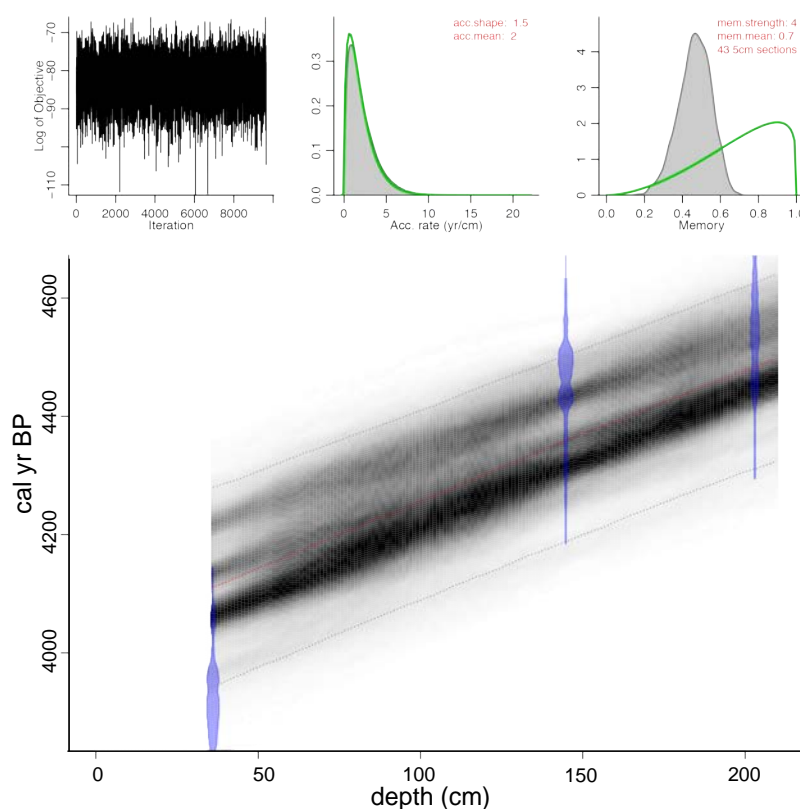 Log of Objective
−110
−90
−80
−70
0 2000 4000 6000 8000
Iteration
acc.shape: 1.5
acc.mean: 2
0.0
0.1
0.2
0.3
0 5 10 15 20
Acc. rate (yr/cm)
mem.strength: 4
mem.mean: 0.7
43 5cm sections
0
1
2
3
4
0.0 0.2 0.4 0.6 0.8 1.0
Memory
cal yr BP
4600
4400
4200
4000
0 50 100 150 200
depth (cm)